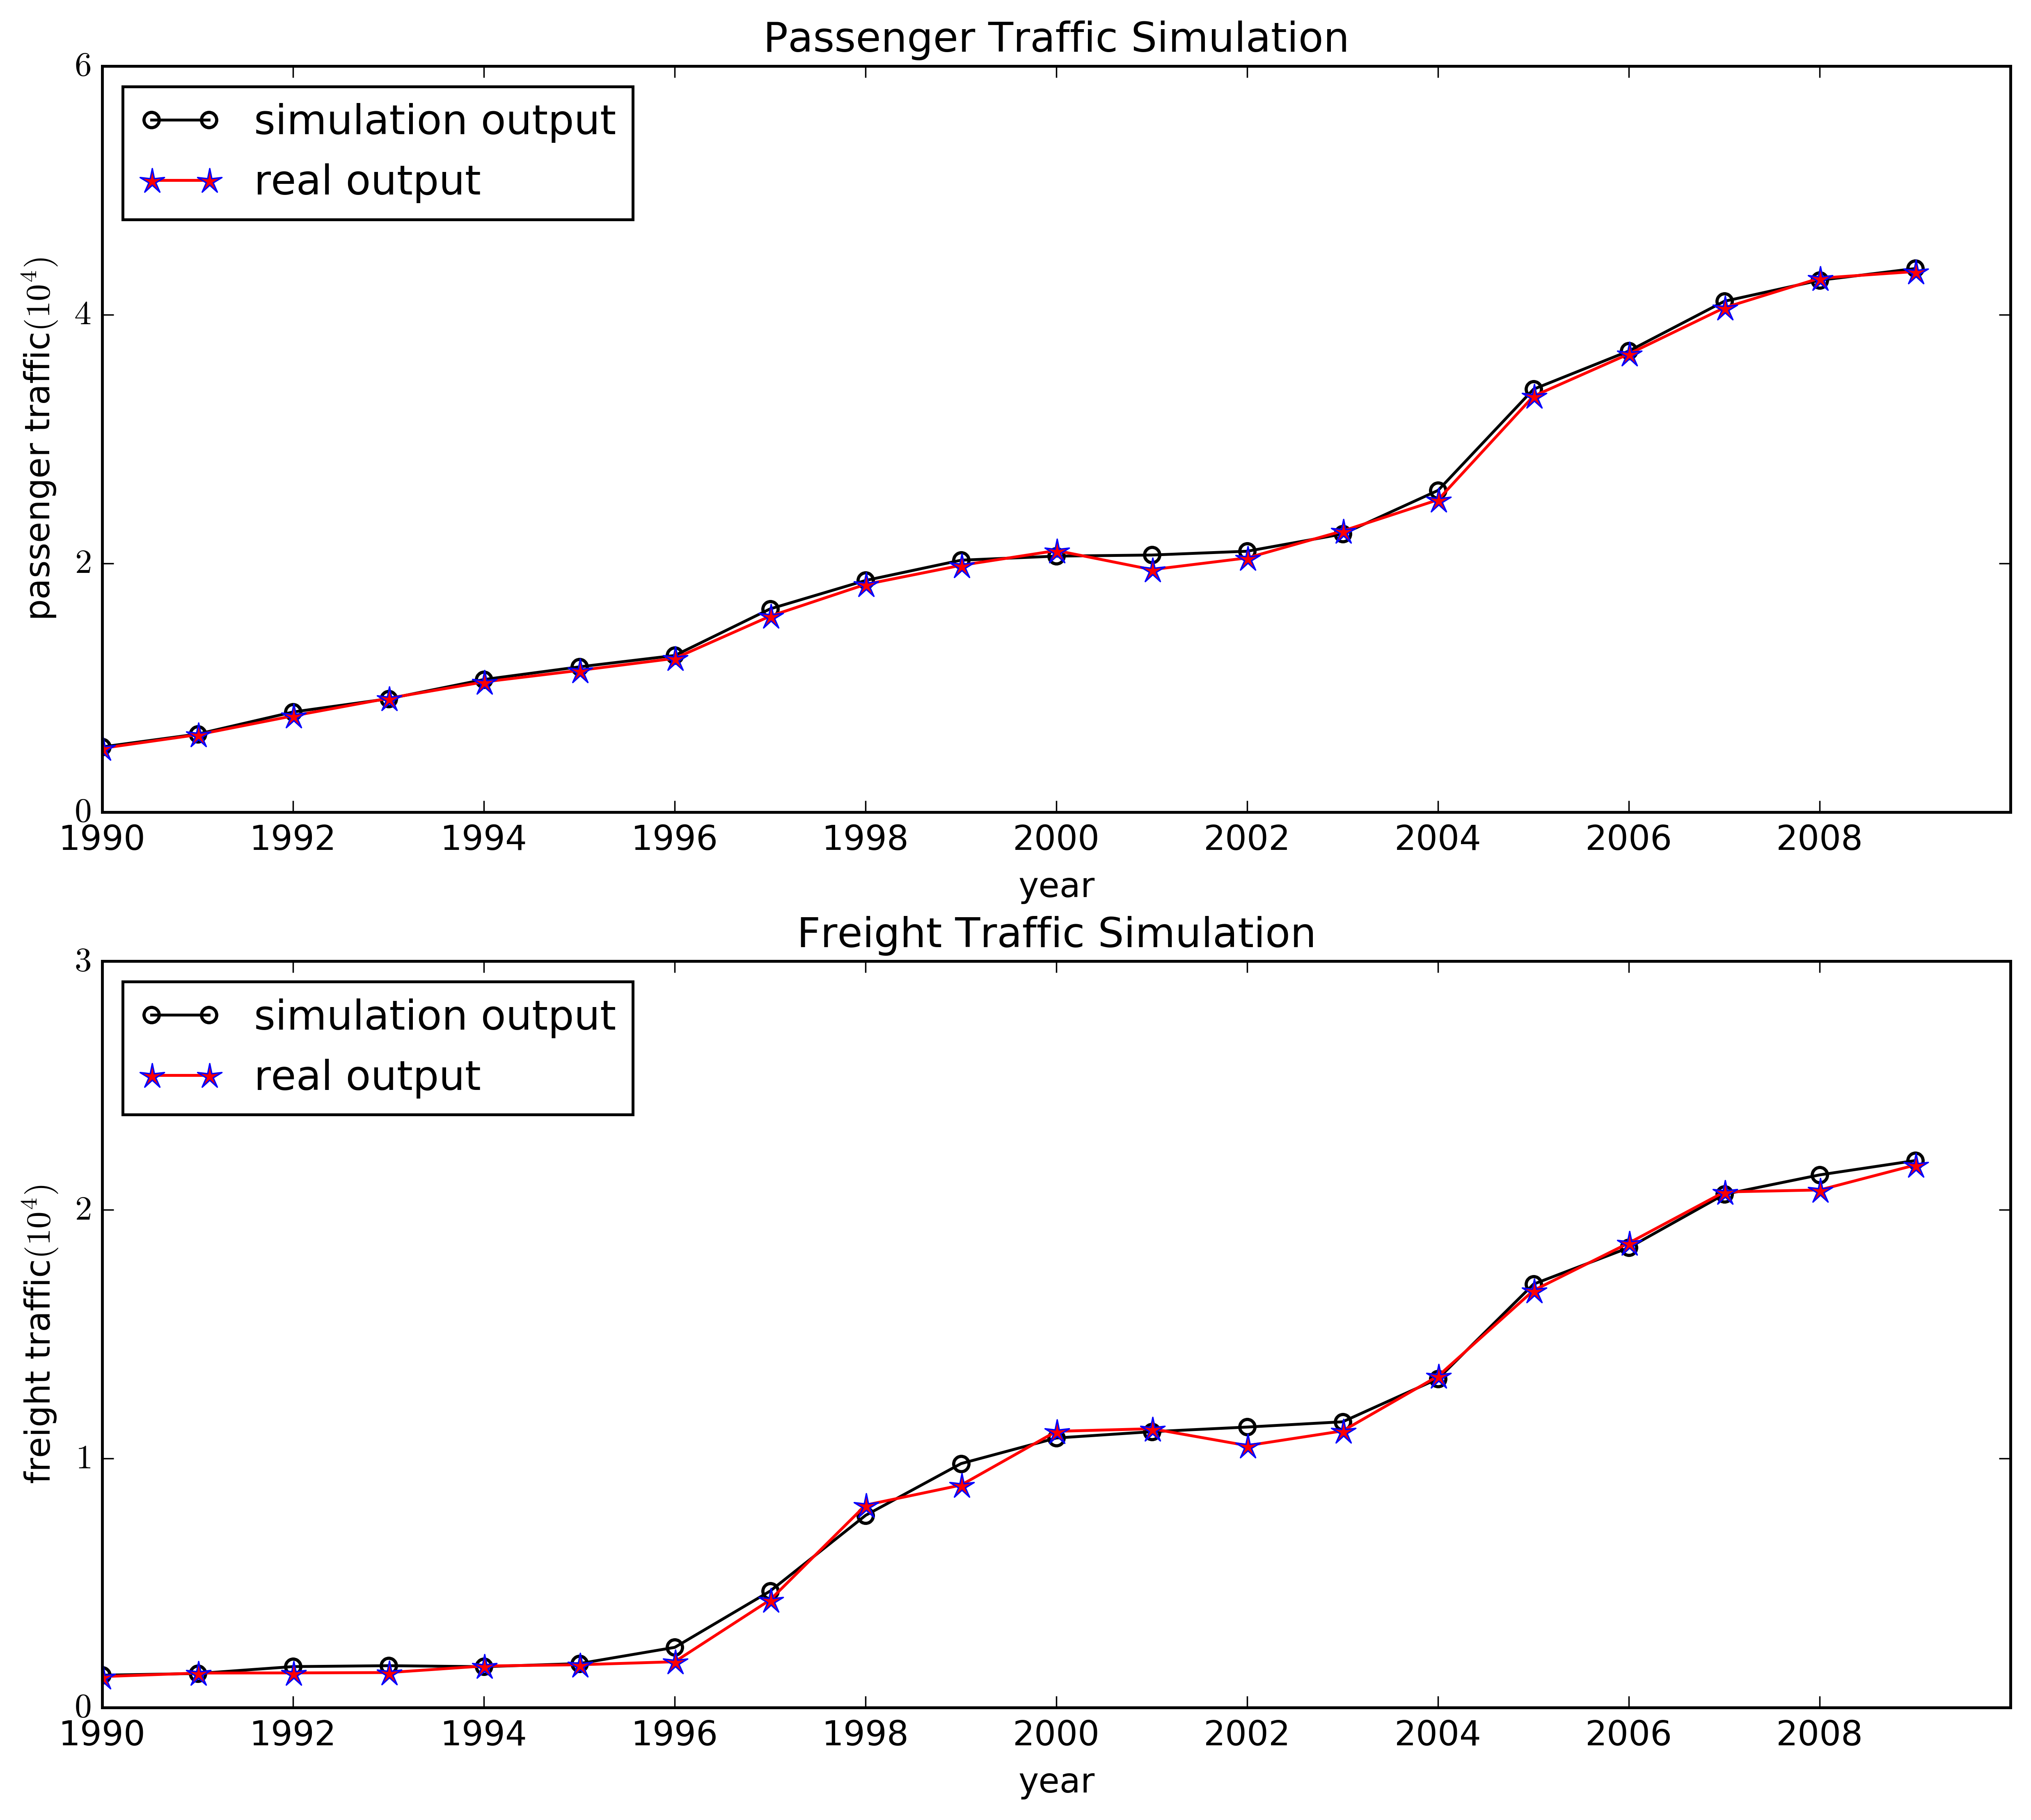 Passenger Traffic Simulation
6
simulation output
real output
4
passenger traffic(10⁴)
2
0
1990 1992 1994 1996 1998 2000 2002 2004 2006 2008
year
Freight Traffic Simulation
3
simulation output
real output
2
freight traffic(10⁴)
1
0
1990 1992 1994 1996 1998 2000 2002 2004 2006 2008
year